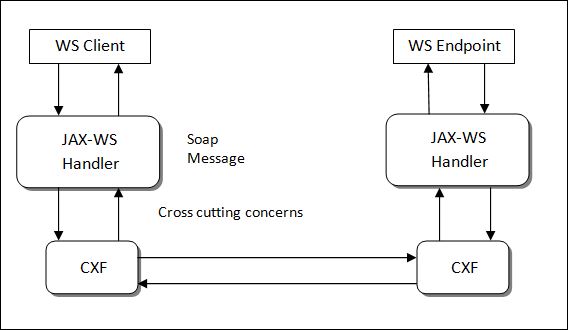 WS Client
WS Endpoint
JAX-WS
Handler
Soap
Message
JAX-WS
Handler
Cross cutting concerns
CXF
CXF